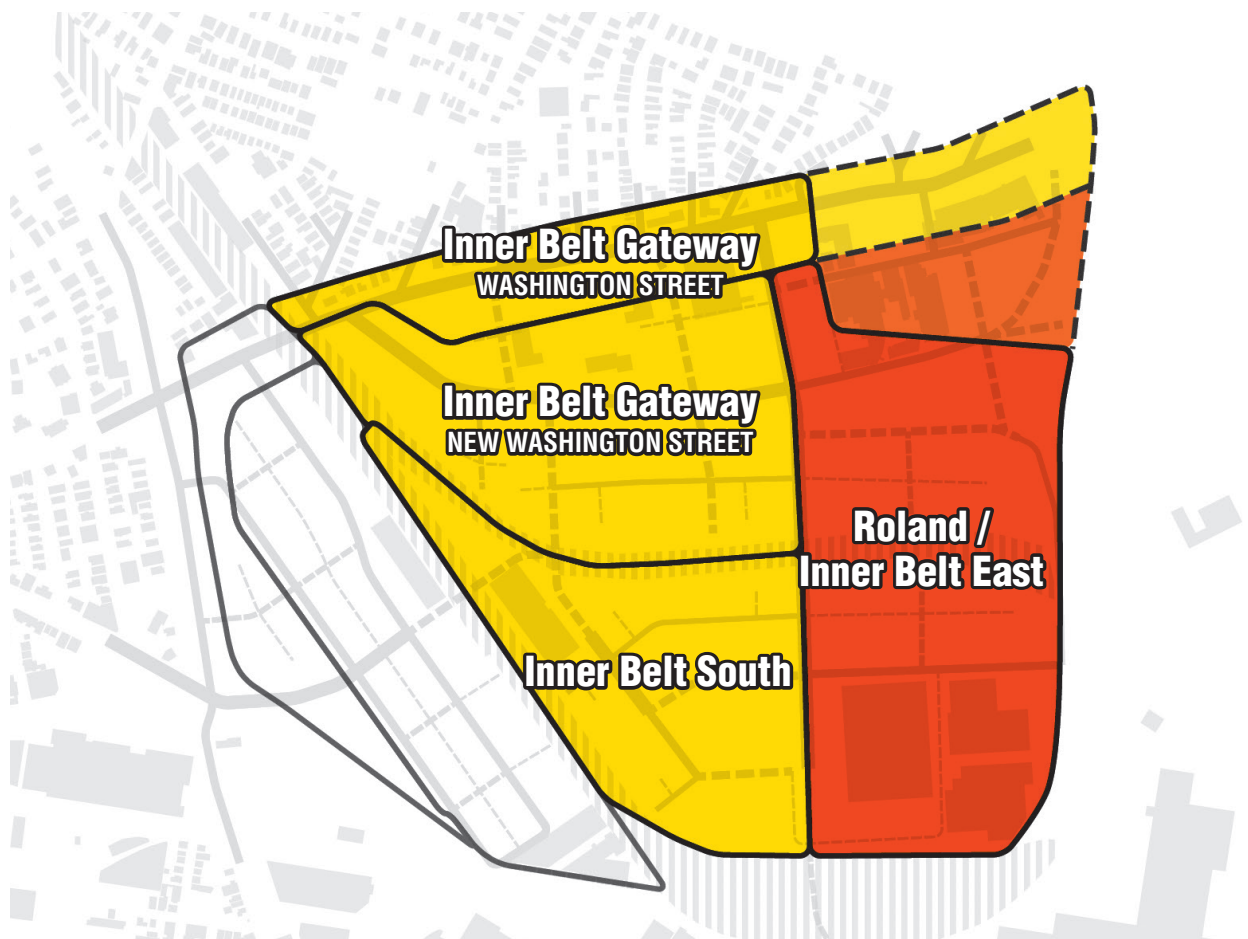 Inner Belt Gateway
WASHINGTON STREET
Inner Belt Gateway
NEW WASHINGTON STREET
Roland /
Inner Belt East
Inner Belt South